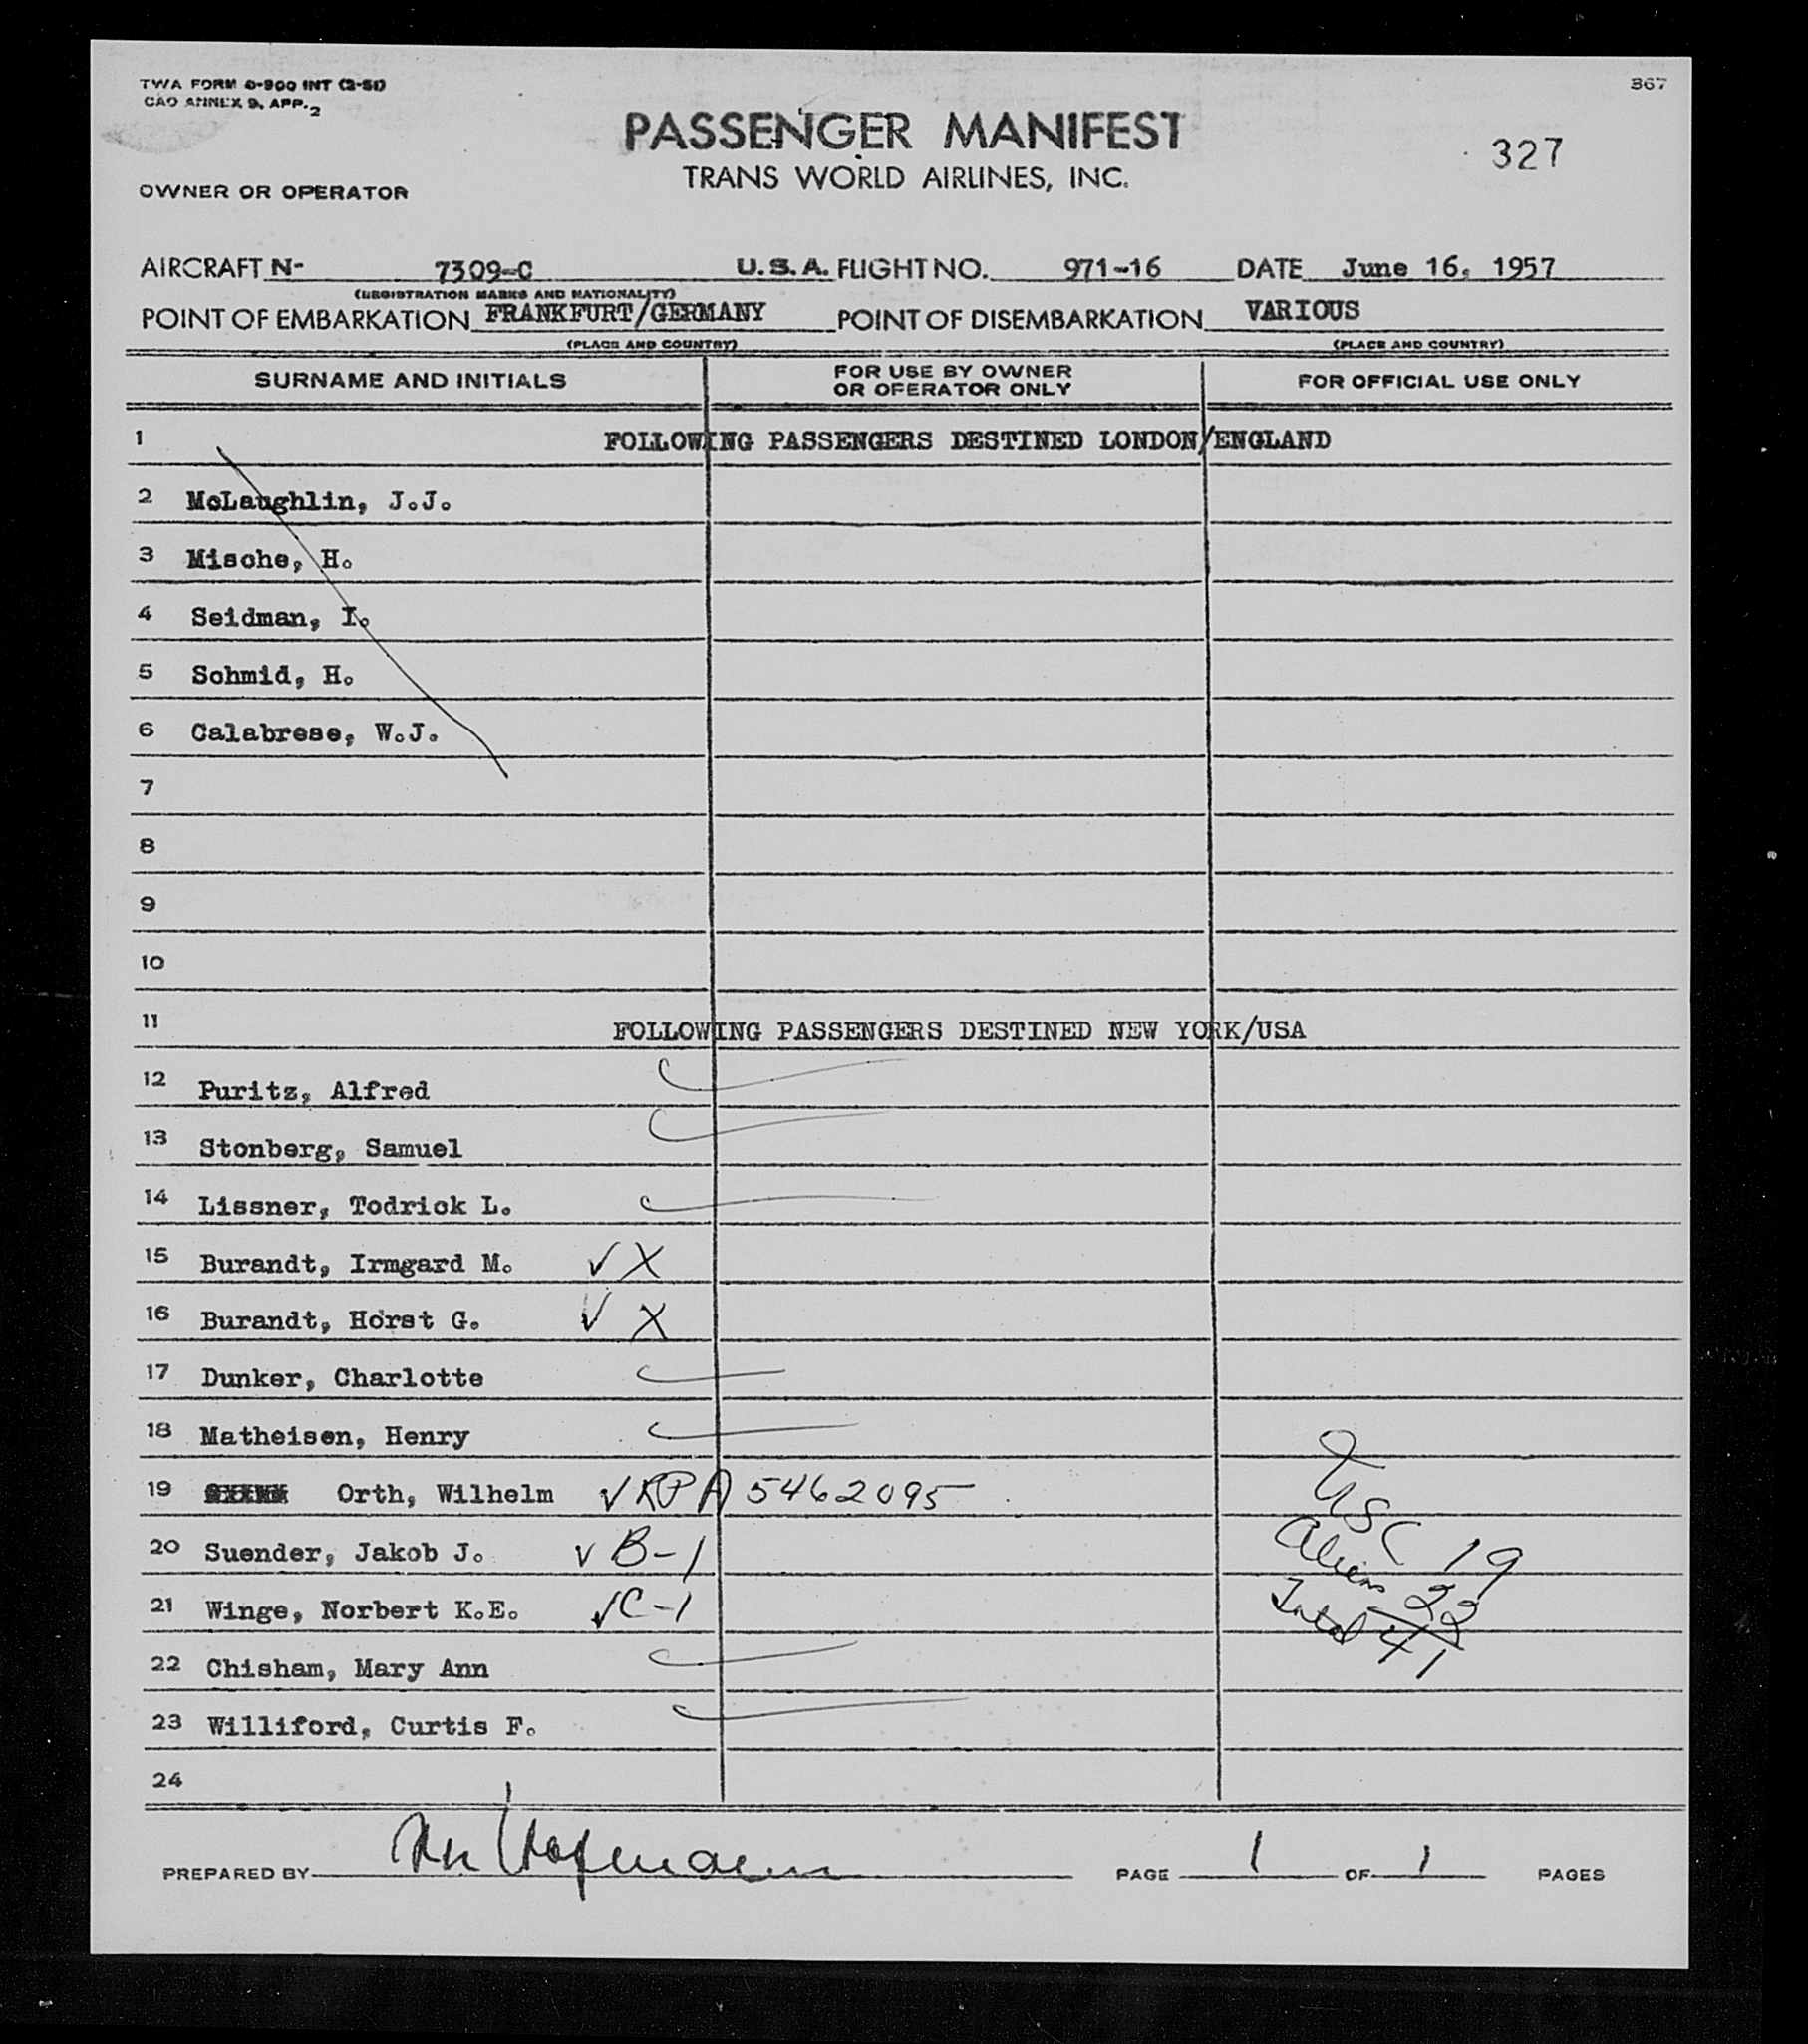 TWA FORM O-900 INT (3-51)
CAO ANNEX 9, APP. 2
367
PASSENGER MANIFEST
327
TRANS WORLD AIRLINES, INC.
OWNER OR OPERATOR
AIRCRAFT N- 7309-C U.S.A. FLIGHT NO. 971-16 DATE June 16, 1957
(REGISTRATION MARKS AND NATIONALITY)
POINT OF EMBARKATION FRANKFURT/GERMANY POINT OF DISEMBARKATION VARIOUS
(PLACE AND COUNTRY) (PLACE AND COUNTRY)
SURNAME AND INITIALS FOR USE BY OWNER OR OPERATOR ONLY FOR OFFICIAL USE ONLY
1 FOLLOWING PASSENGERS DESTINED LONDON/ENGLAND
2 McLaughlin, J.J.
3 Mische, H.
4 Seidman, I.
5 Schmid, H.
6 Calabrese, W.J.
7
8
9
10
11 FOLLOWING PASSENGERS DESTINED NEW YORK/USA
12 Puritz, Alfred
13 Stonberg, Samuel
14 Lissner, Todrick L.
15 Burandt, Irmgard M. ✓ X
16 Burandt, Horst G. ✓ X
17 Dunker, Charlotte
18 Matheisen, Henry
19 Orth, Wilhelm ✓ RP A 5462095
20 Suender, Jakob J. ✓ B-1
21 Winge, Norbert K.E. ✓ C-1
22 Chisham, Mary Ann
23 Williford, Curtis F.
24
USC 19
Aliens 22
Total 41
PREPARED BY PAGE 1 OF 1 PAGES